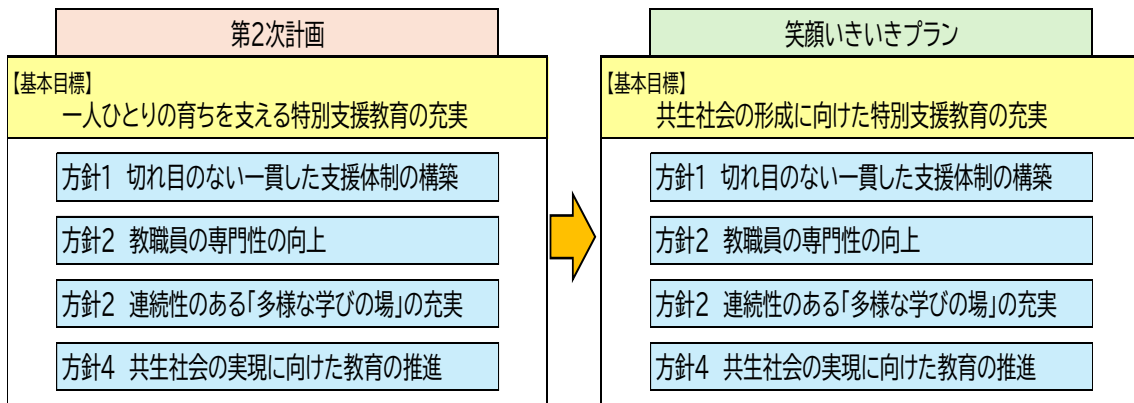 第2次計画
【基本目標】
一人ひとりの育ちを支える特別支援教育の充実
方針1 切れ目のない一貫した支援体制の構築
方針2 教職員の専門性の向上
方針2 連続性のある「多様な学びの場」の充実
方針4 共生社会の実現に向けた教育の推進
笑顔いきいきプラン
【基本目標】
共生社会の形成に向けた特別支援教育の充実
方針1 切れ目のない一貫した支援体制の構築
方針2 教職員の専門性の向上
方針2 連続性のある「多様な学びの場」の充実
方針4 共生社会の実現に向けた教育の推進